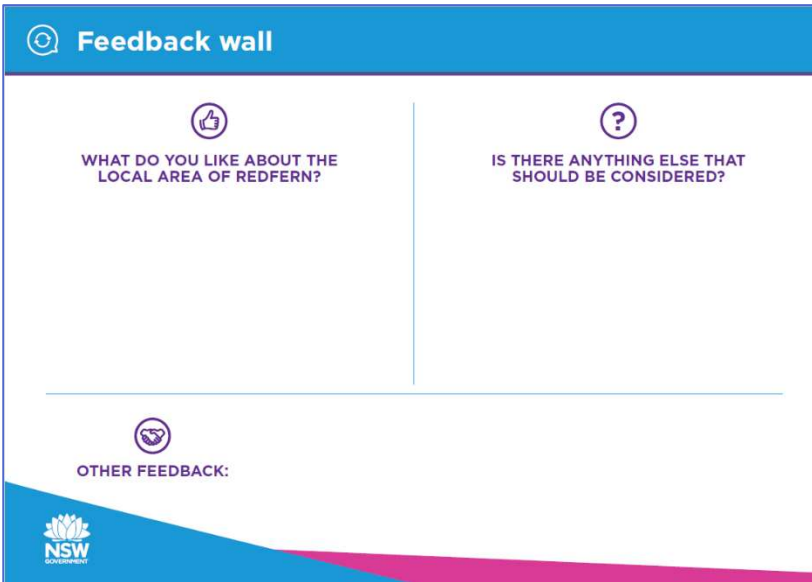 Feedback wall
WHAT DO YOU LIKE ABOUT THE
LOCAL AREA OF REDFERN?
?
IS THERE ANYTHING ELSE THAT
SHOULD BE CONSIDERED?
OTHER FEEDBACK:
NSW
GOVERNMENT